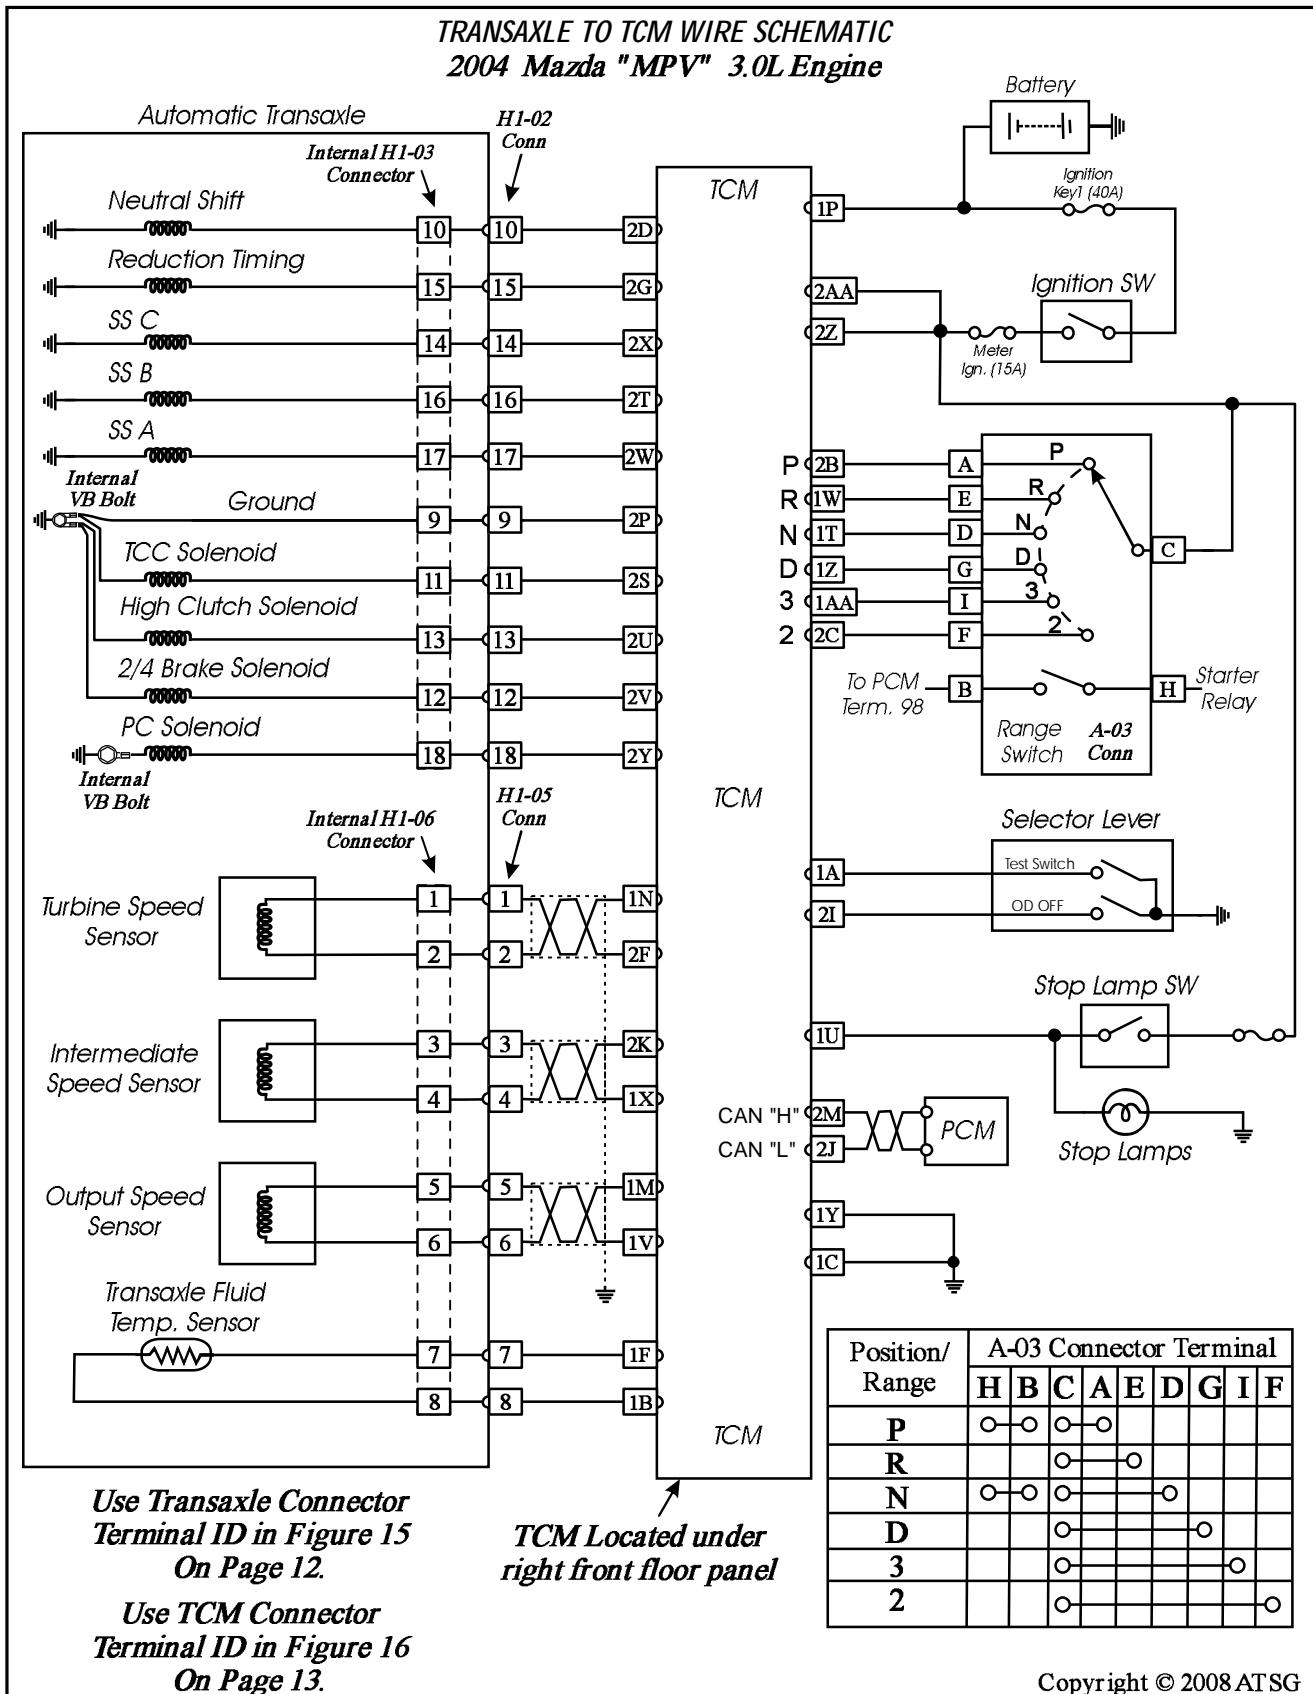 TRANSAXLE TO TCM WIRE SCHEMATIC
2004 Mazda "MPV" 3.0L Engine
Automatic Transaxle
H1-02
Conn
Internal H1-03
Connector
TCM
Battery
Ignition
Key1 (40A)
1P
Neutral Shift
10 10 2D
Reduction Timing
15 15 2G
2AA
Ignition SW
SS C
14 14 2X
2Z
Meter
Ign. (15A)
SS B
16 16 2T
SS A
17 17 2W
Internal
VB Bolt
Ground
9 9 2P
TCC Solenoid
11 11 2S
High Clutch Solenoid
13 13 2U
2/4 Brake Solenoid
12 12 2V
PC Solenoid
18 18 2Y
Internal
VB Bolt
P 2B A P
R 1W E R
N 1T D N
C
D 1Z G D
3 1AA I 3
2 2C F 2
To PCM
Term. 98
B
H
Starter
Relay
Range
Switch
A-03
Conn
TCM
Internal H1-06
Connector
H1-05
Conn
Selector Lever
1A Test Switch
2I OD OFF
Turbine Speed
Sensor
1 1 1N
2 2 2F
Stop Lamp SW
1U
Intermediate
Speed Sensor
3 3 2K
4 4 1X
CAN "H" 2M
CAN "L" 2J
PCM
Stop Lamps
Output Speed
Sensor
5 5 1M
6 6 1V
1Y
1C
Transaxle Fluid
Temp. Sensor
7 7 1F
8 8 1B
TCM
Position/
Range
A-03 Connector Terminal
H B C A E D G I F
P
R
N
D
3
2
Use Transaxle Connector
Terminal ID in Figure 15
On Page 12.
Use TCM Connector
Terminal ID in Figure 16
On Page 13.
TCM Located under
right front floor panel
Copyright © 2008 ATSG